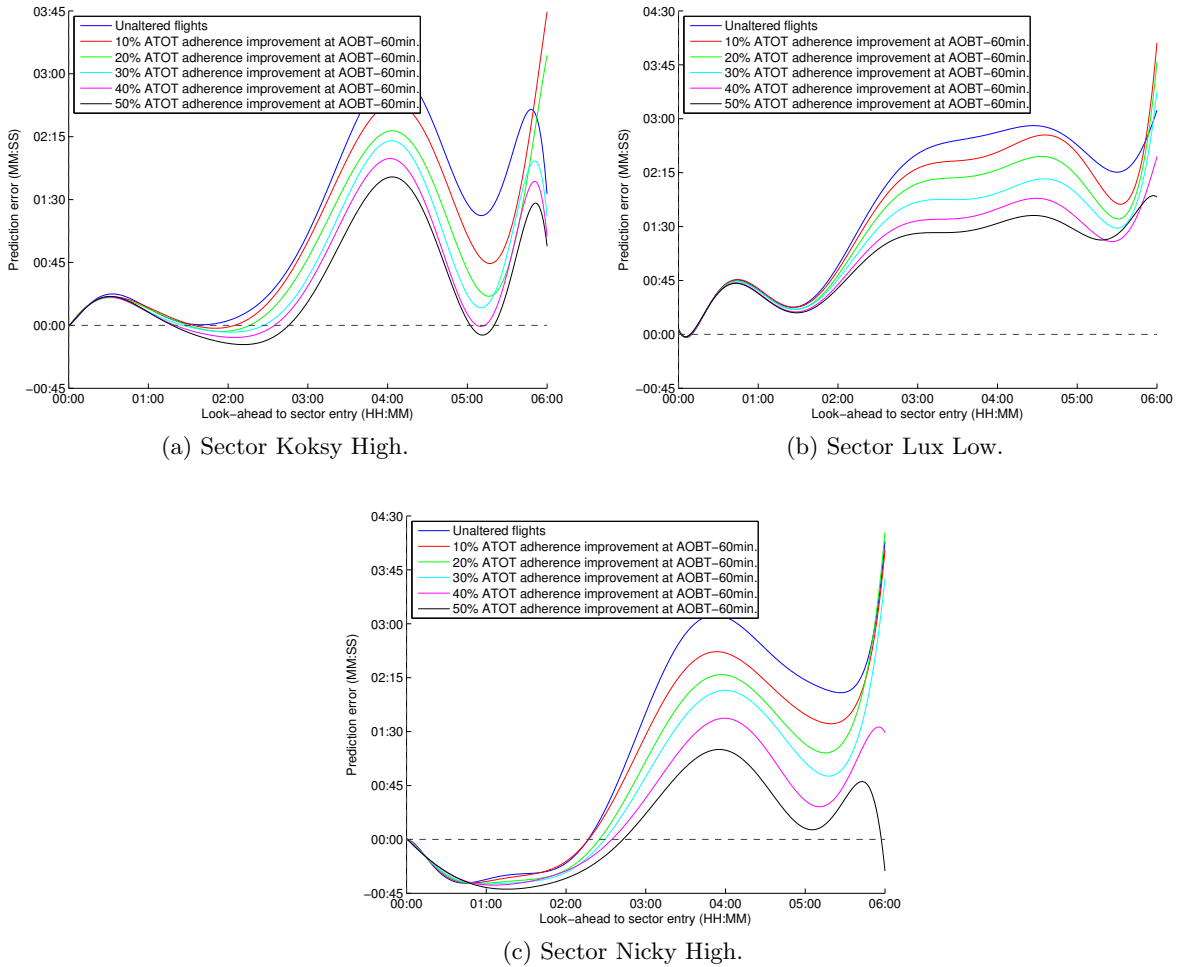 03:45
03:00
02:15
01:30
00:45
00:00
−00:45
Prediction error (MM:SS)
Unaltered flights
10% ATOT adherence improvement at AOBT−60min.
20% ATOT adherence improvement at AOBT−60min.
30% ATOT adherence improvement at AOBT−60min.
40% ATOT adherence improvement at AOBT−60min.
50% ATOT adherence improvement at AOBT−60min.
00:00 01:00 02:00 03:00 04:00 05:00 06:00
Look−ahead to sector entry (HH:MM)
(a) Sector Koksy High.
04:30
03:45
03:00
02:15
01:30
00:45
00:00
−00:45
Prediction error (MM:SS)
Unaltered flights
10% ATOT adherence improvement at AOBT−60min.
20% ATOT adherence improvement at AOBT−60min.
30% ATOT adherence improvement at AOBT−60min.
40% ATOT adherence improvement at AOBT−60min.
50% ATOT adherence improvement at AOBT−60min.
00:00 01:00 02:00 03:00 04:00 05:00 06:00
Look−ahead to sector entry (HH:MM)
(b) Sector Lux Low.
04:30
03:45
03:00
02:15
01:30
00:45
00:00
−00:45
Prediction error (MM:SS)
Unaltered flights
10% ATOT adherence improvement at AOBT−60min.
20% ATOT adherence improvement at AOBT−60min.
30% ATOT adherence improvement at AOBT−60min.
40% ATOT adherence improvement at AOBT−60min.
50% ATOT adherence improvement at AOBT−60min.
00:00 01:00 02:00 03:00 04:00 05:00 06:00
Look−ahead to sector entry (HH:MM)
(c) Sector Nicky High.